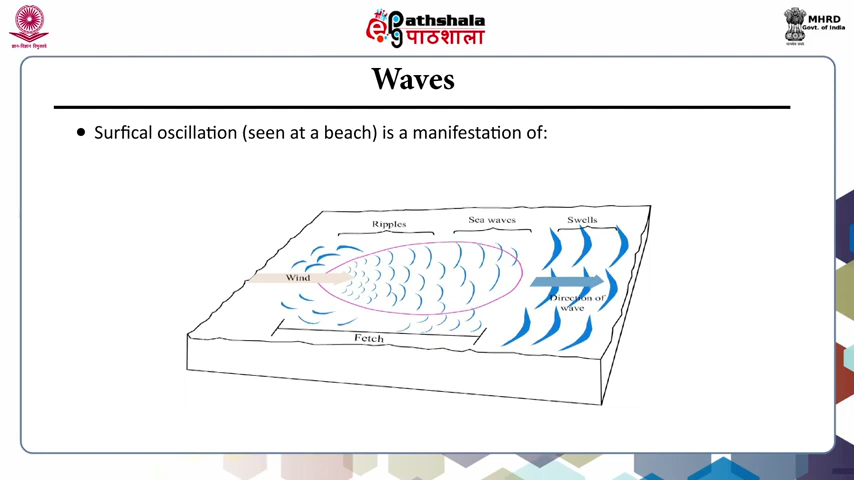 ePathshala
पाठशाला
MHRD
Govt. of India
Waves
• Surfical oscillation (seen at a beach) is a manifestation of:
Ripples
Sea waves
Swells
Wind
Direction of
wave
Fetch